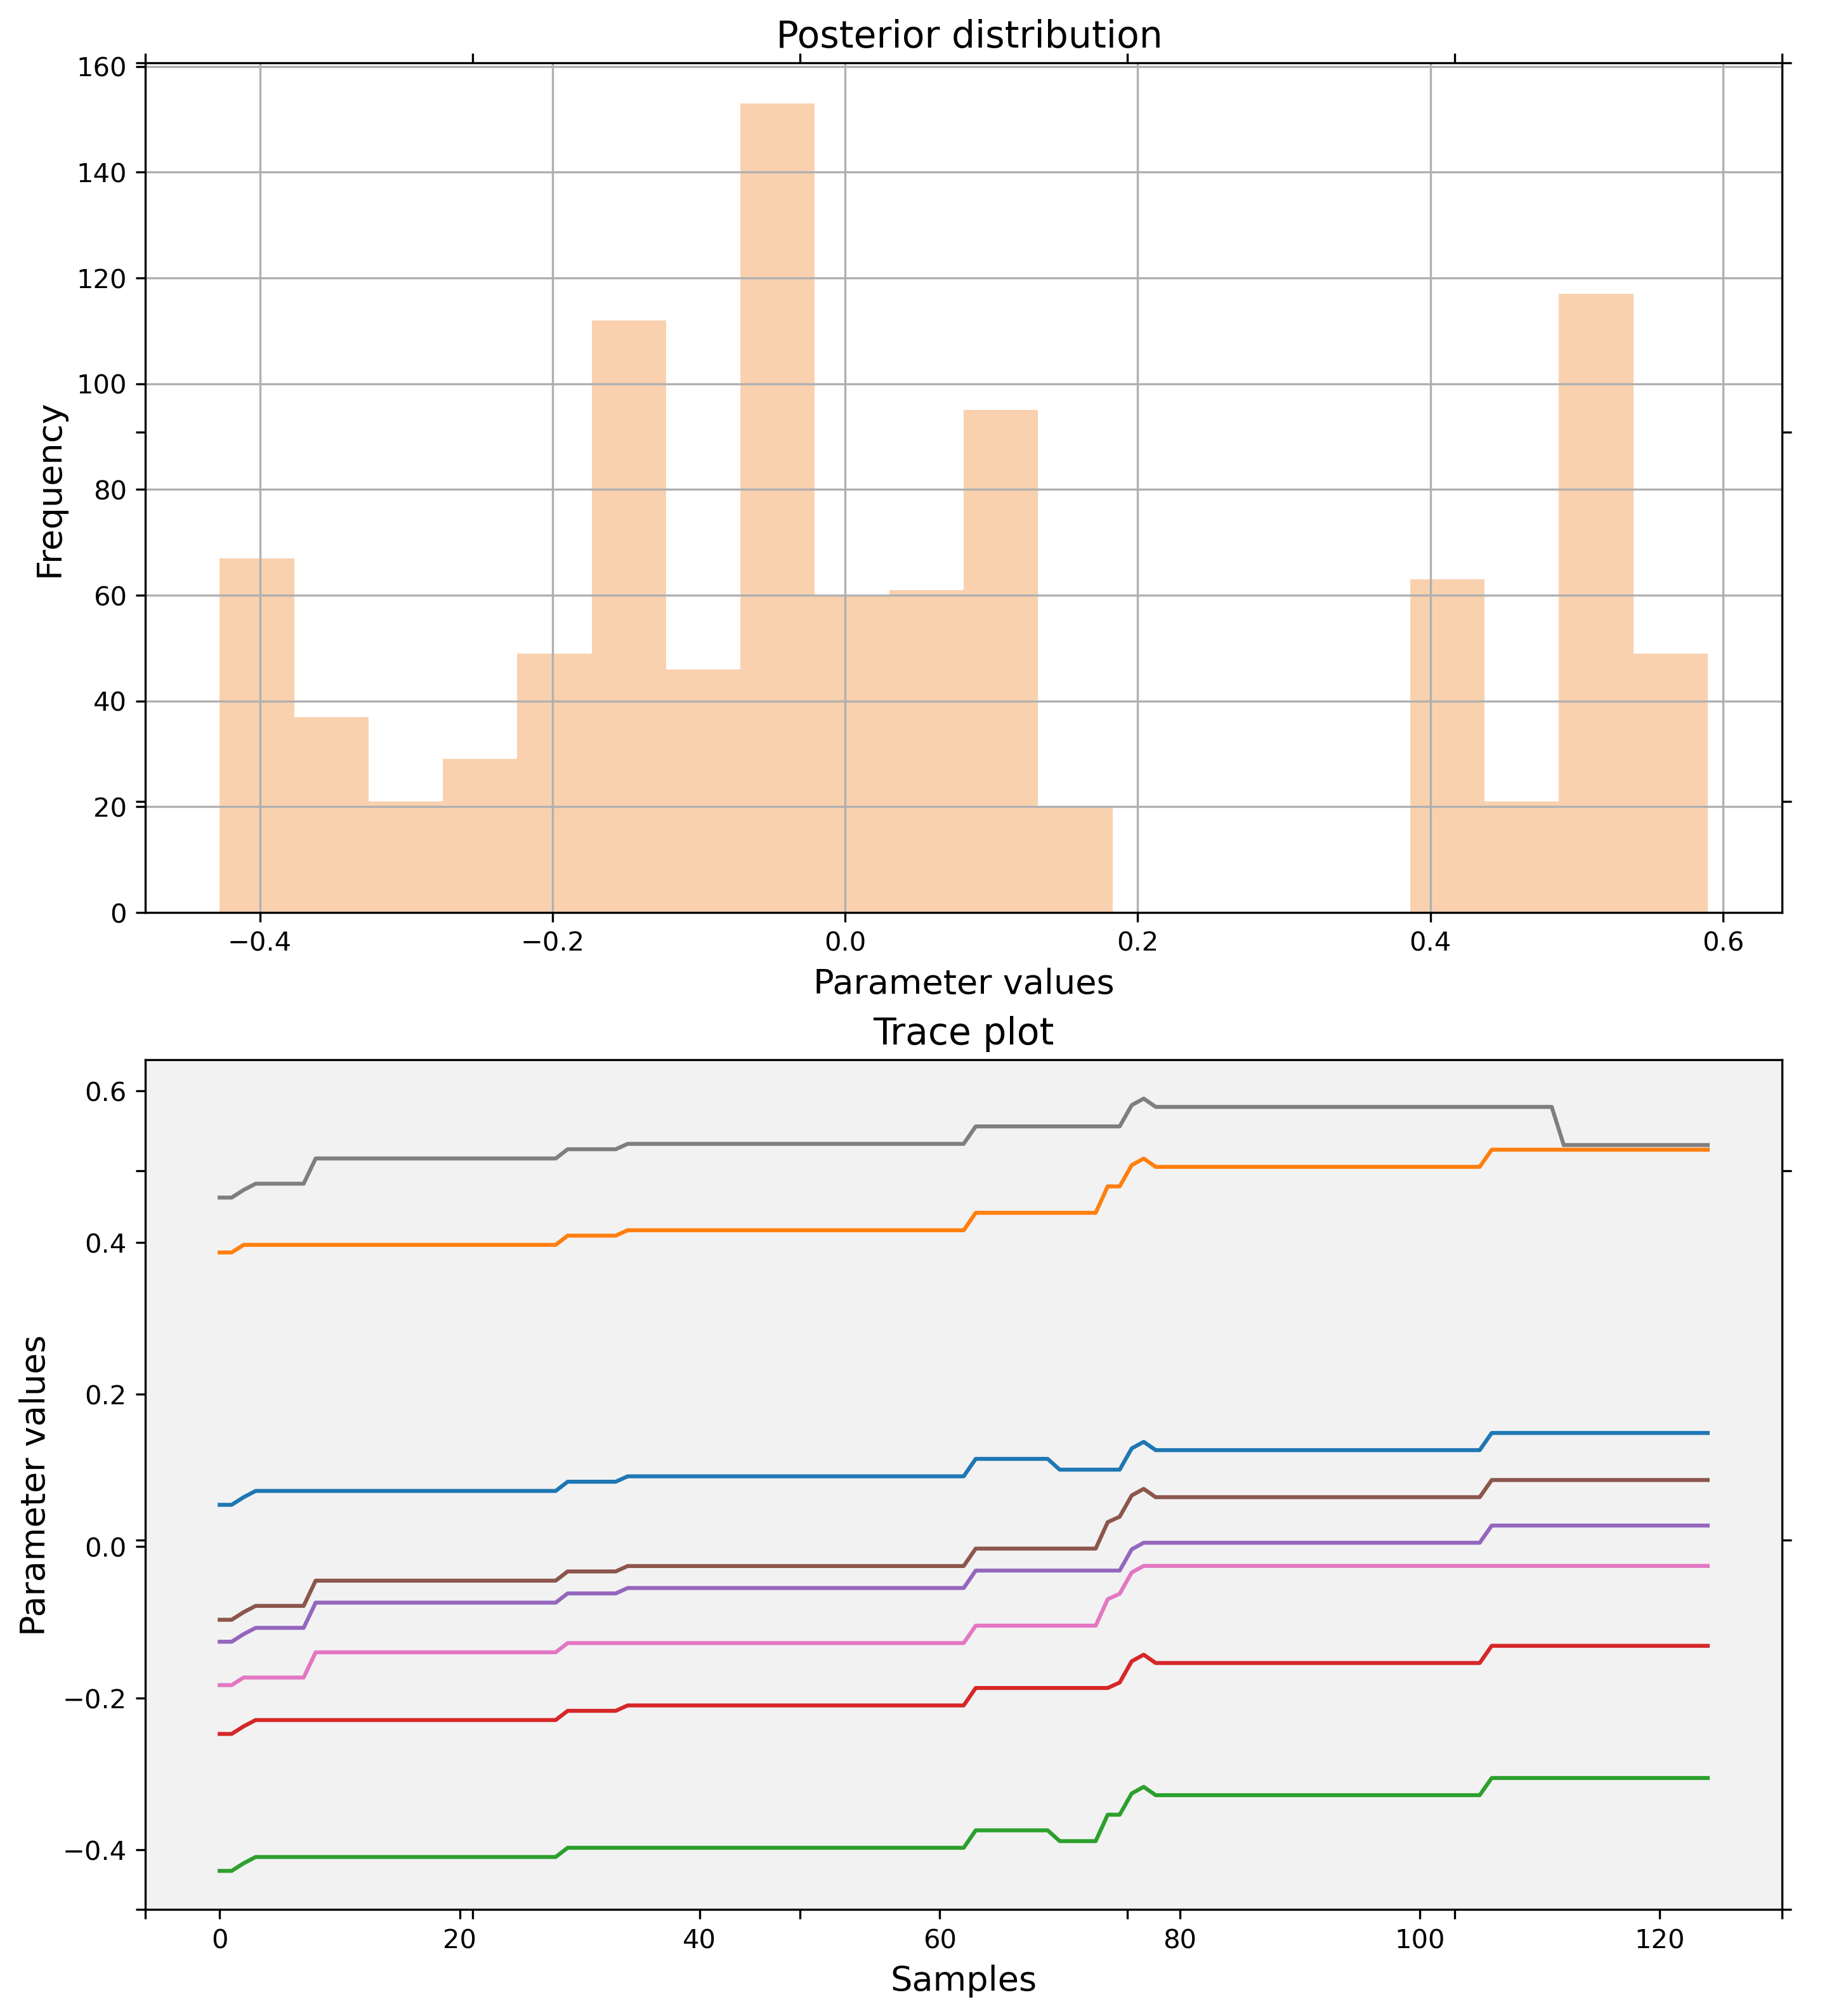 Posterior distribution
160
140
120
100
80
60
40
20
0
Frequency
−0.4 −0.2 0.0 0.2 0.4 0.6
Parameter values
Trace plot
0.6
0.4
0.2
0.0
−0.2
−0.4
Parameter values
0 20 40 60 80 100 120
Samples